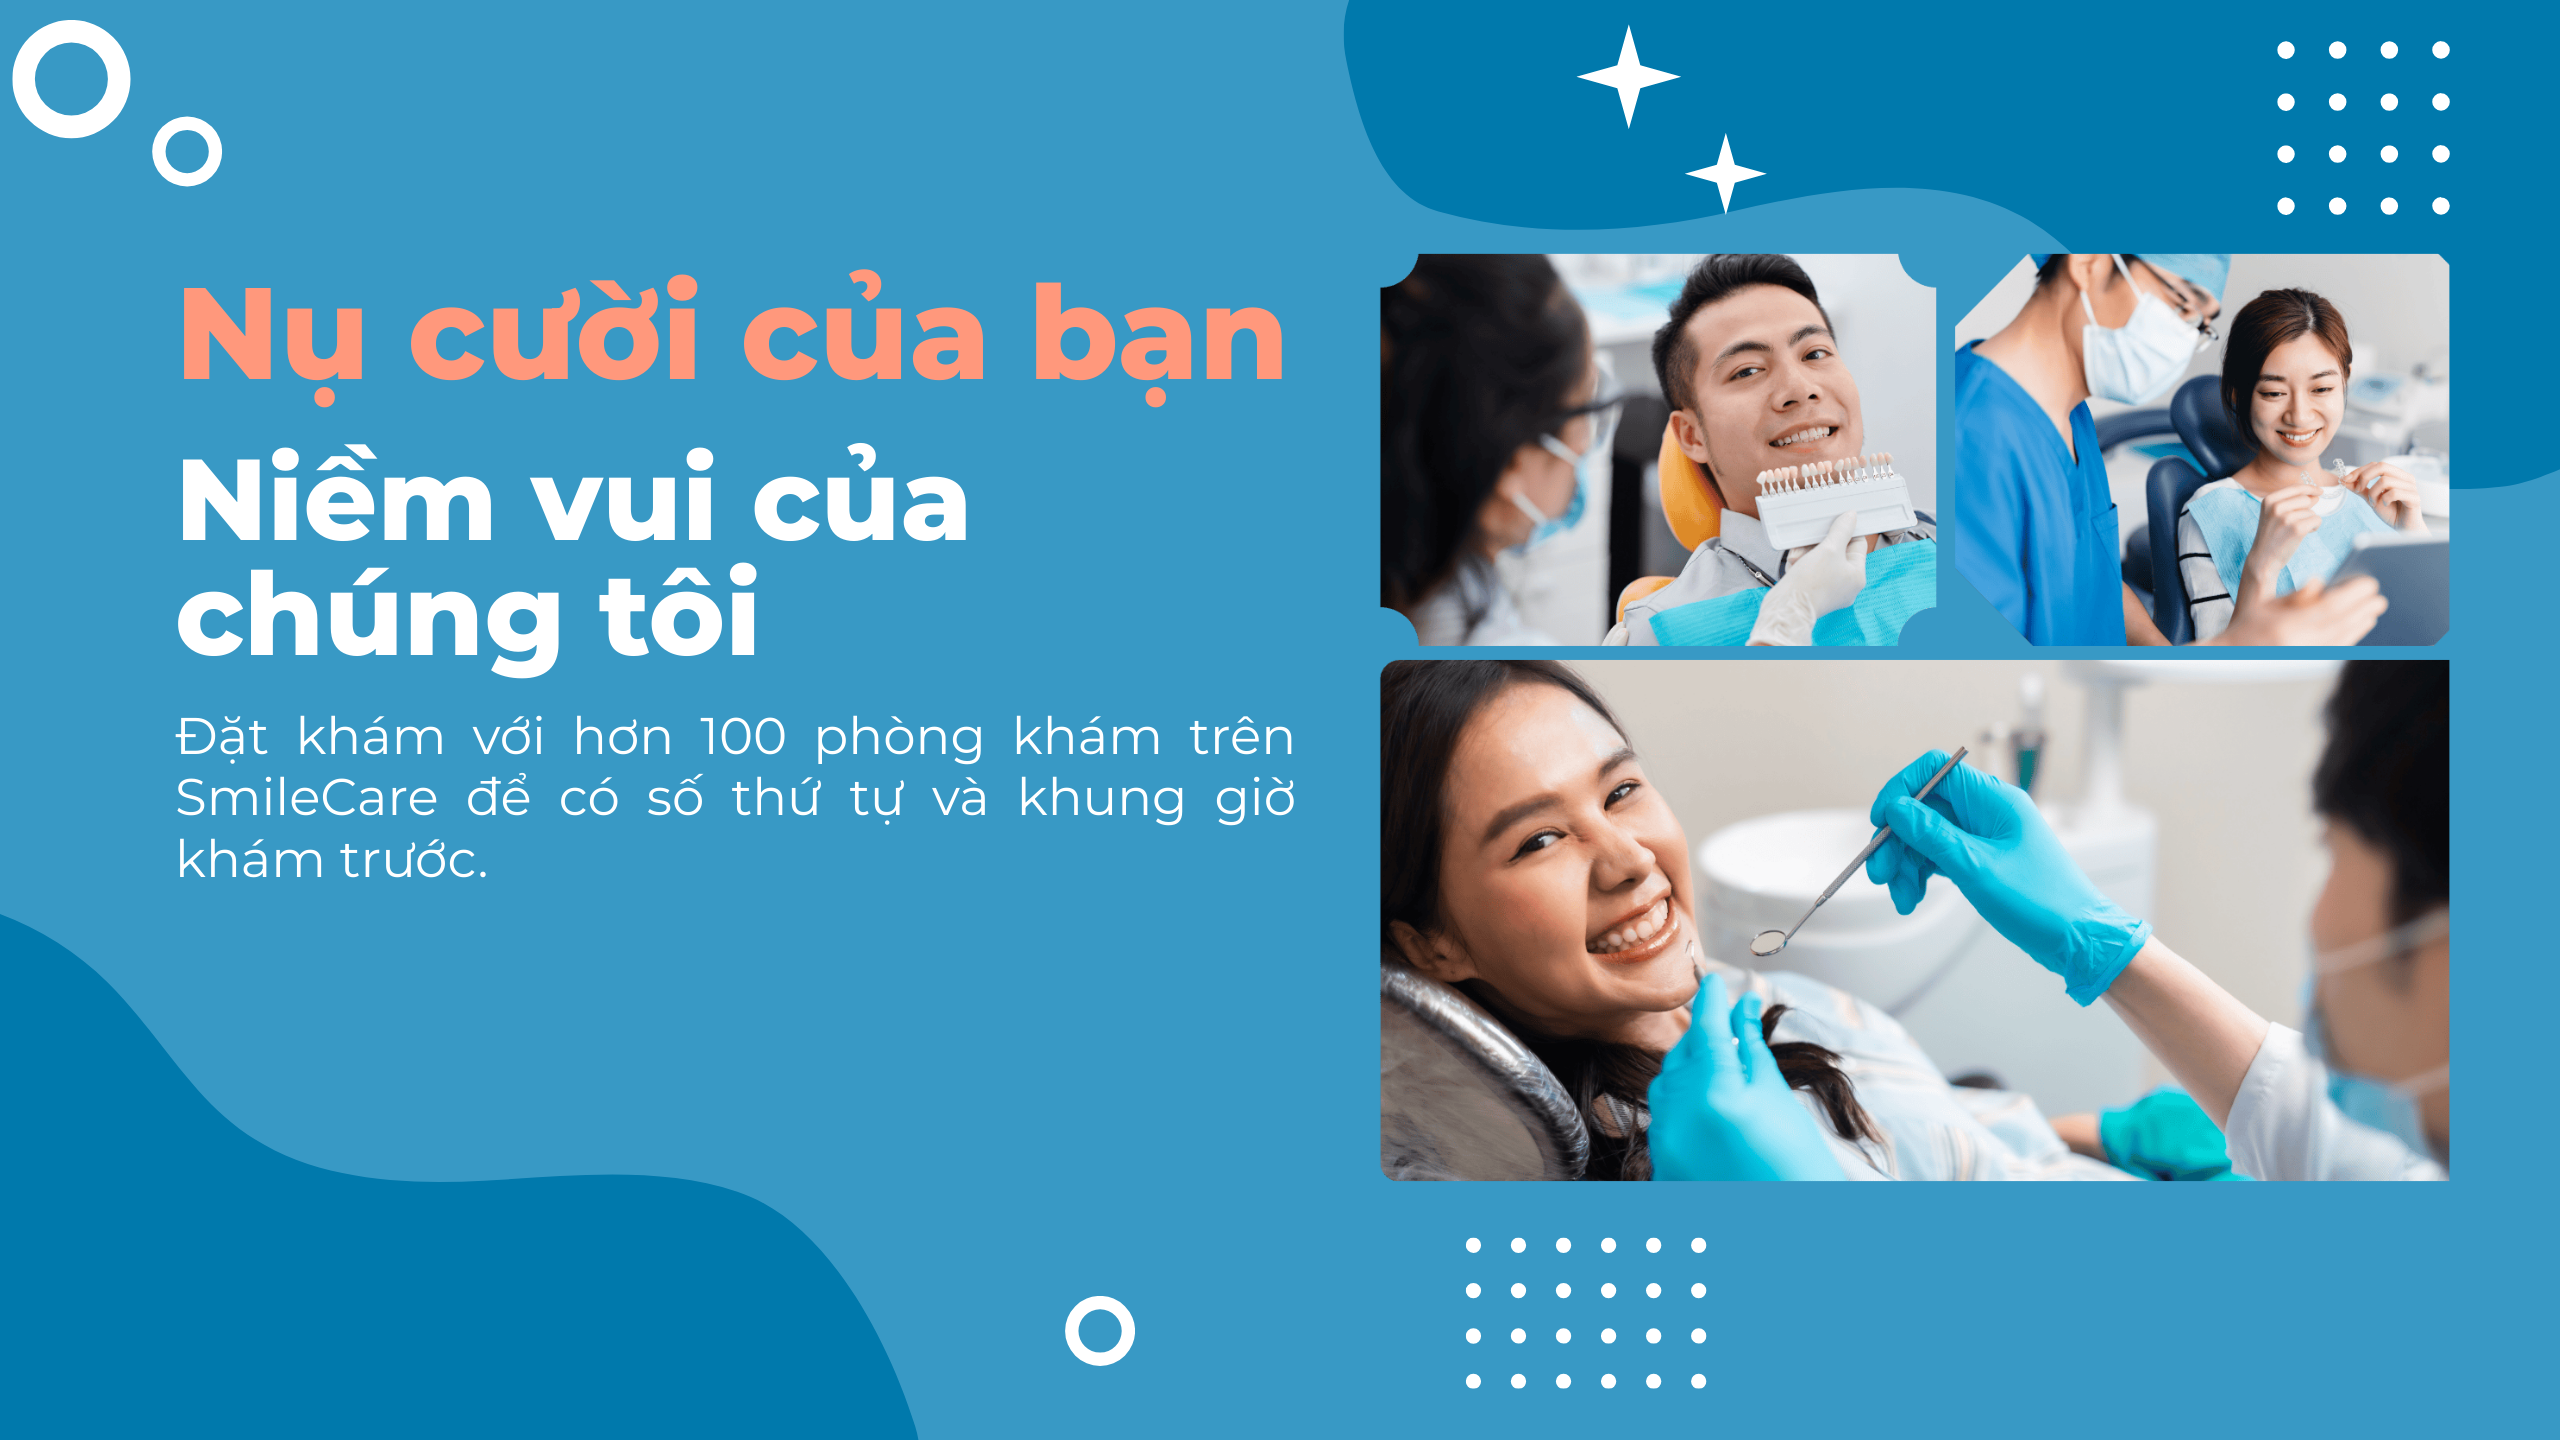 Nụ cười của bạn
Niềm vui của
chúng tôi
Đặt khám với hơn 100 phòng khám trên
SmileCare để có số thứ tự và khung giờ
khám trước.